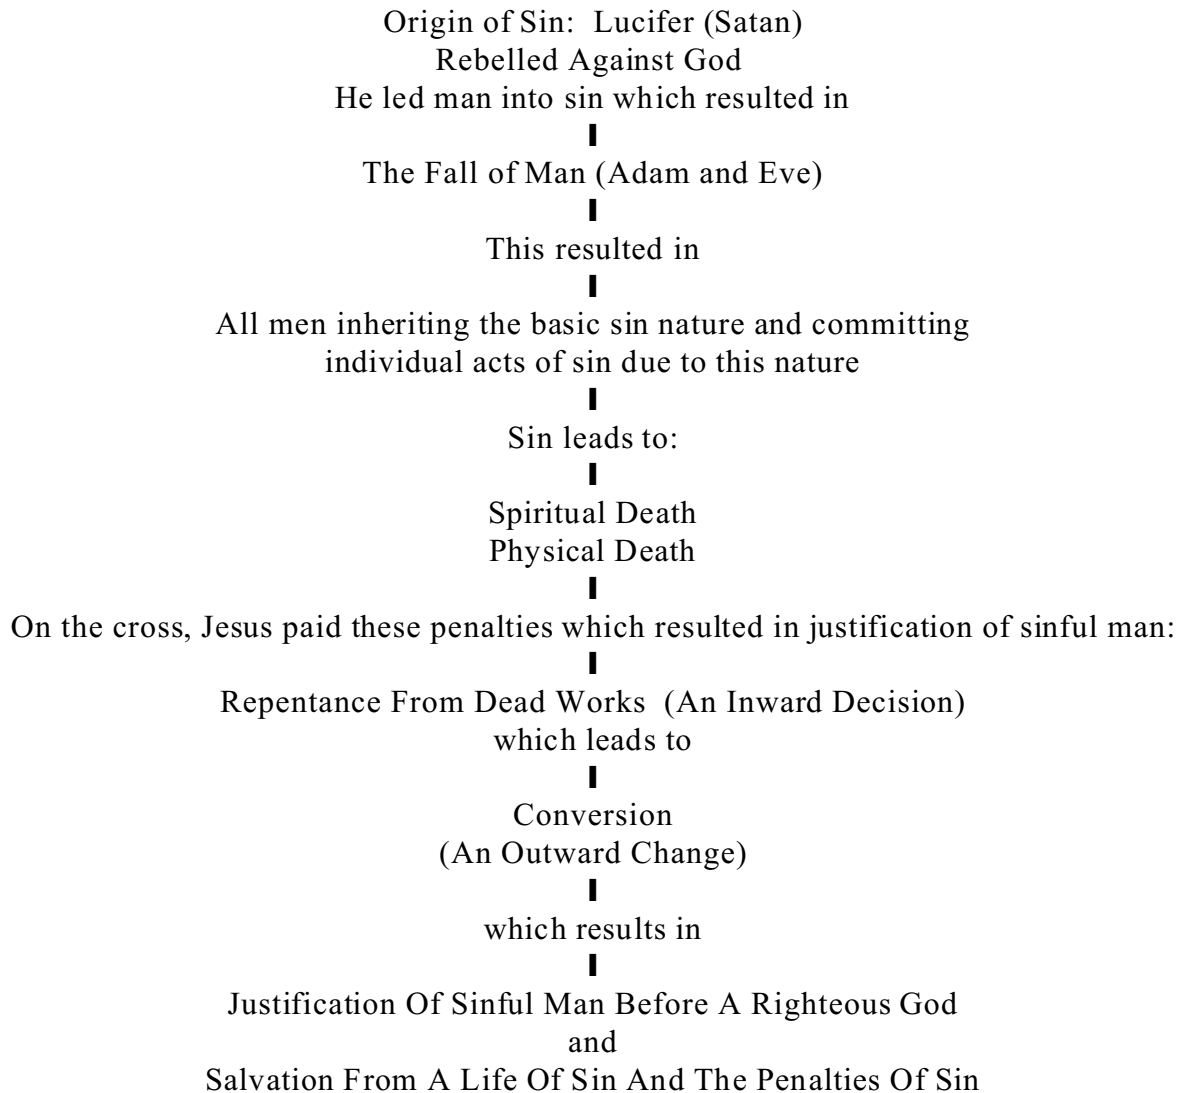 Origin of Sin:  Lucifer (Satan)
Rebelled Against God
He led man into sin which resulted in
The Fall of Man (Adam and Eve)
This resulted in
All men inheriting the basic sin nature and committing
individual acts of sin due to this nature
Sin leads to:
Spiritual Death
Physical Death
On the cross, Jesus paid these penalties which resulted in justification of sinful man:
Repentance From Dead Works  (An Inward Decision)
which leads to
Conversion
(An Outward Change)
which results in
Justification Of Sinful Man Before A Righteous God
and
Salvation From A Life Of Sin And The Penalties Of Sin